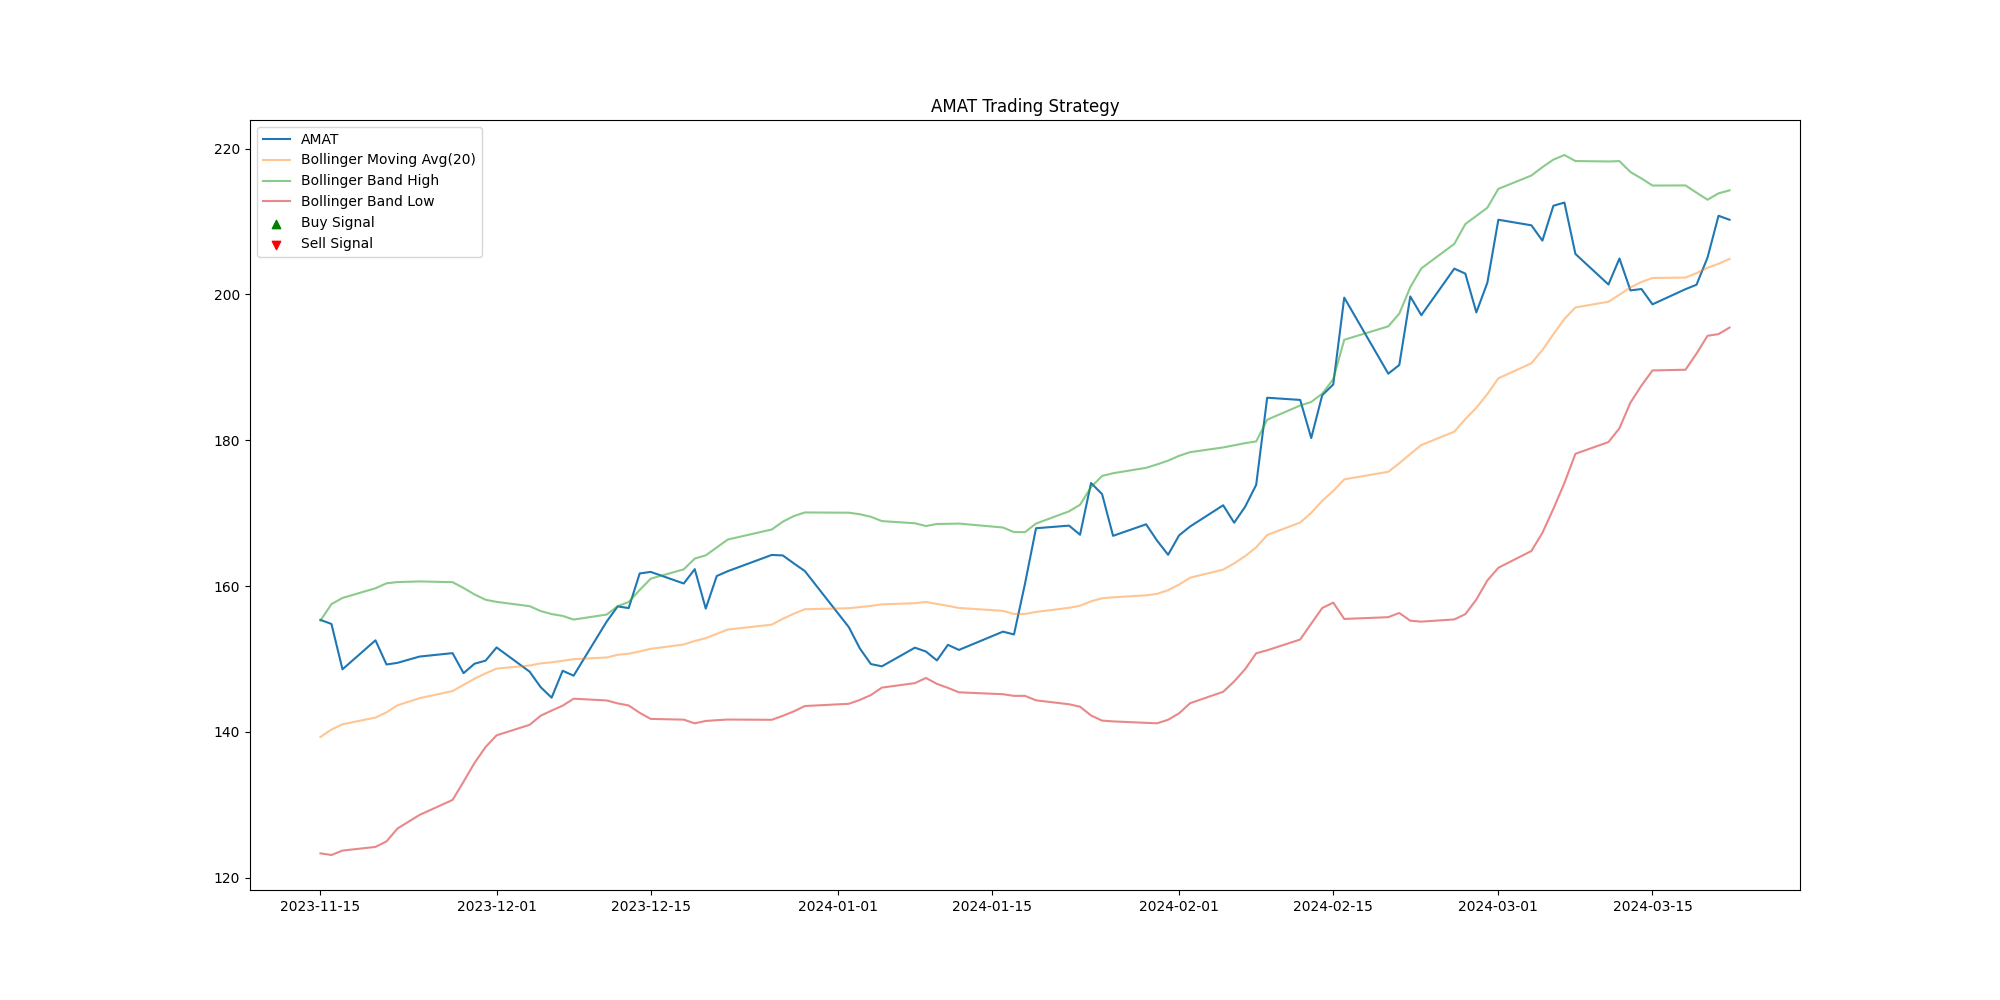 AMAT Trading Strategy
AMAT
Bollinger Moving Avg(20)
Bollinger Band High
Bollinger Band Low
Buy Signal
Sell Signal
220
200
180
160
140
120
2023-11-15 2023-12-01 2023-12-15 2024-01-01 2024-01-15 2024-02-01 2024-02-15 2024-03-01 2024-03-15